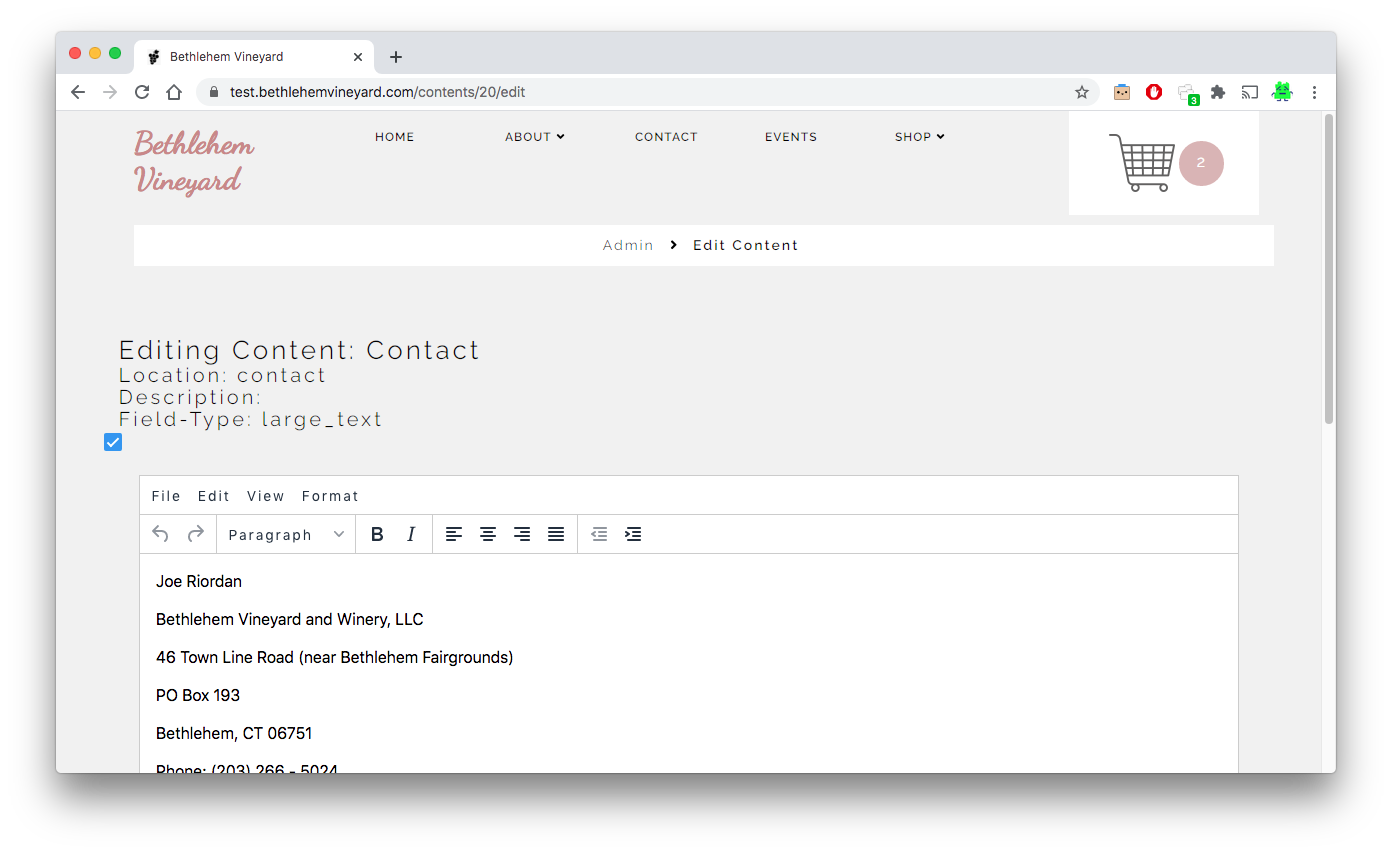 Bethlehem Vineyard
test.bethlehemvineyard.com/contents/20/edit
3
Bethlehem
Vineyard
HOME ABOUT CONTACT EVENTS SHOP
2
Admin Edit Content
Editing Content: Contact
Location: contact
Description:
Field-Type: large_text
File Edit View Format
Paragraph B I
Joe Riordan
Bethlehem Vineyard and Winery, LLC
46 Town Line Road (near Bethlehem Fairgrounds)
PO Box 193
Bethlehem, CT 06751
Phone: (203) 266 - 5024